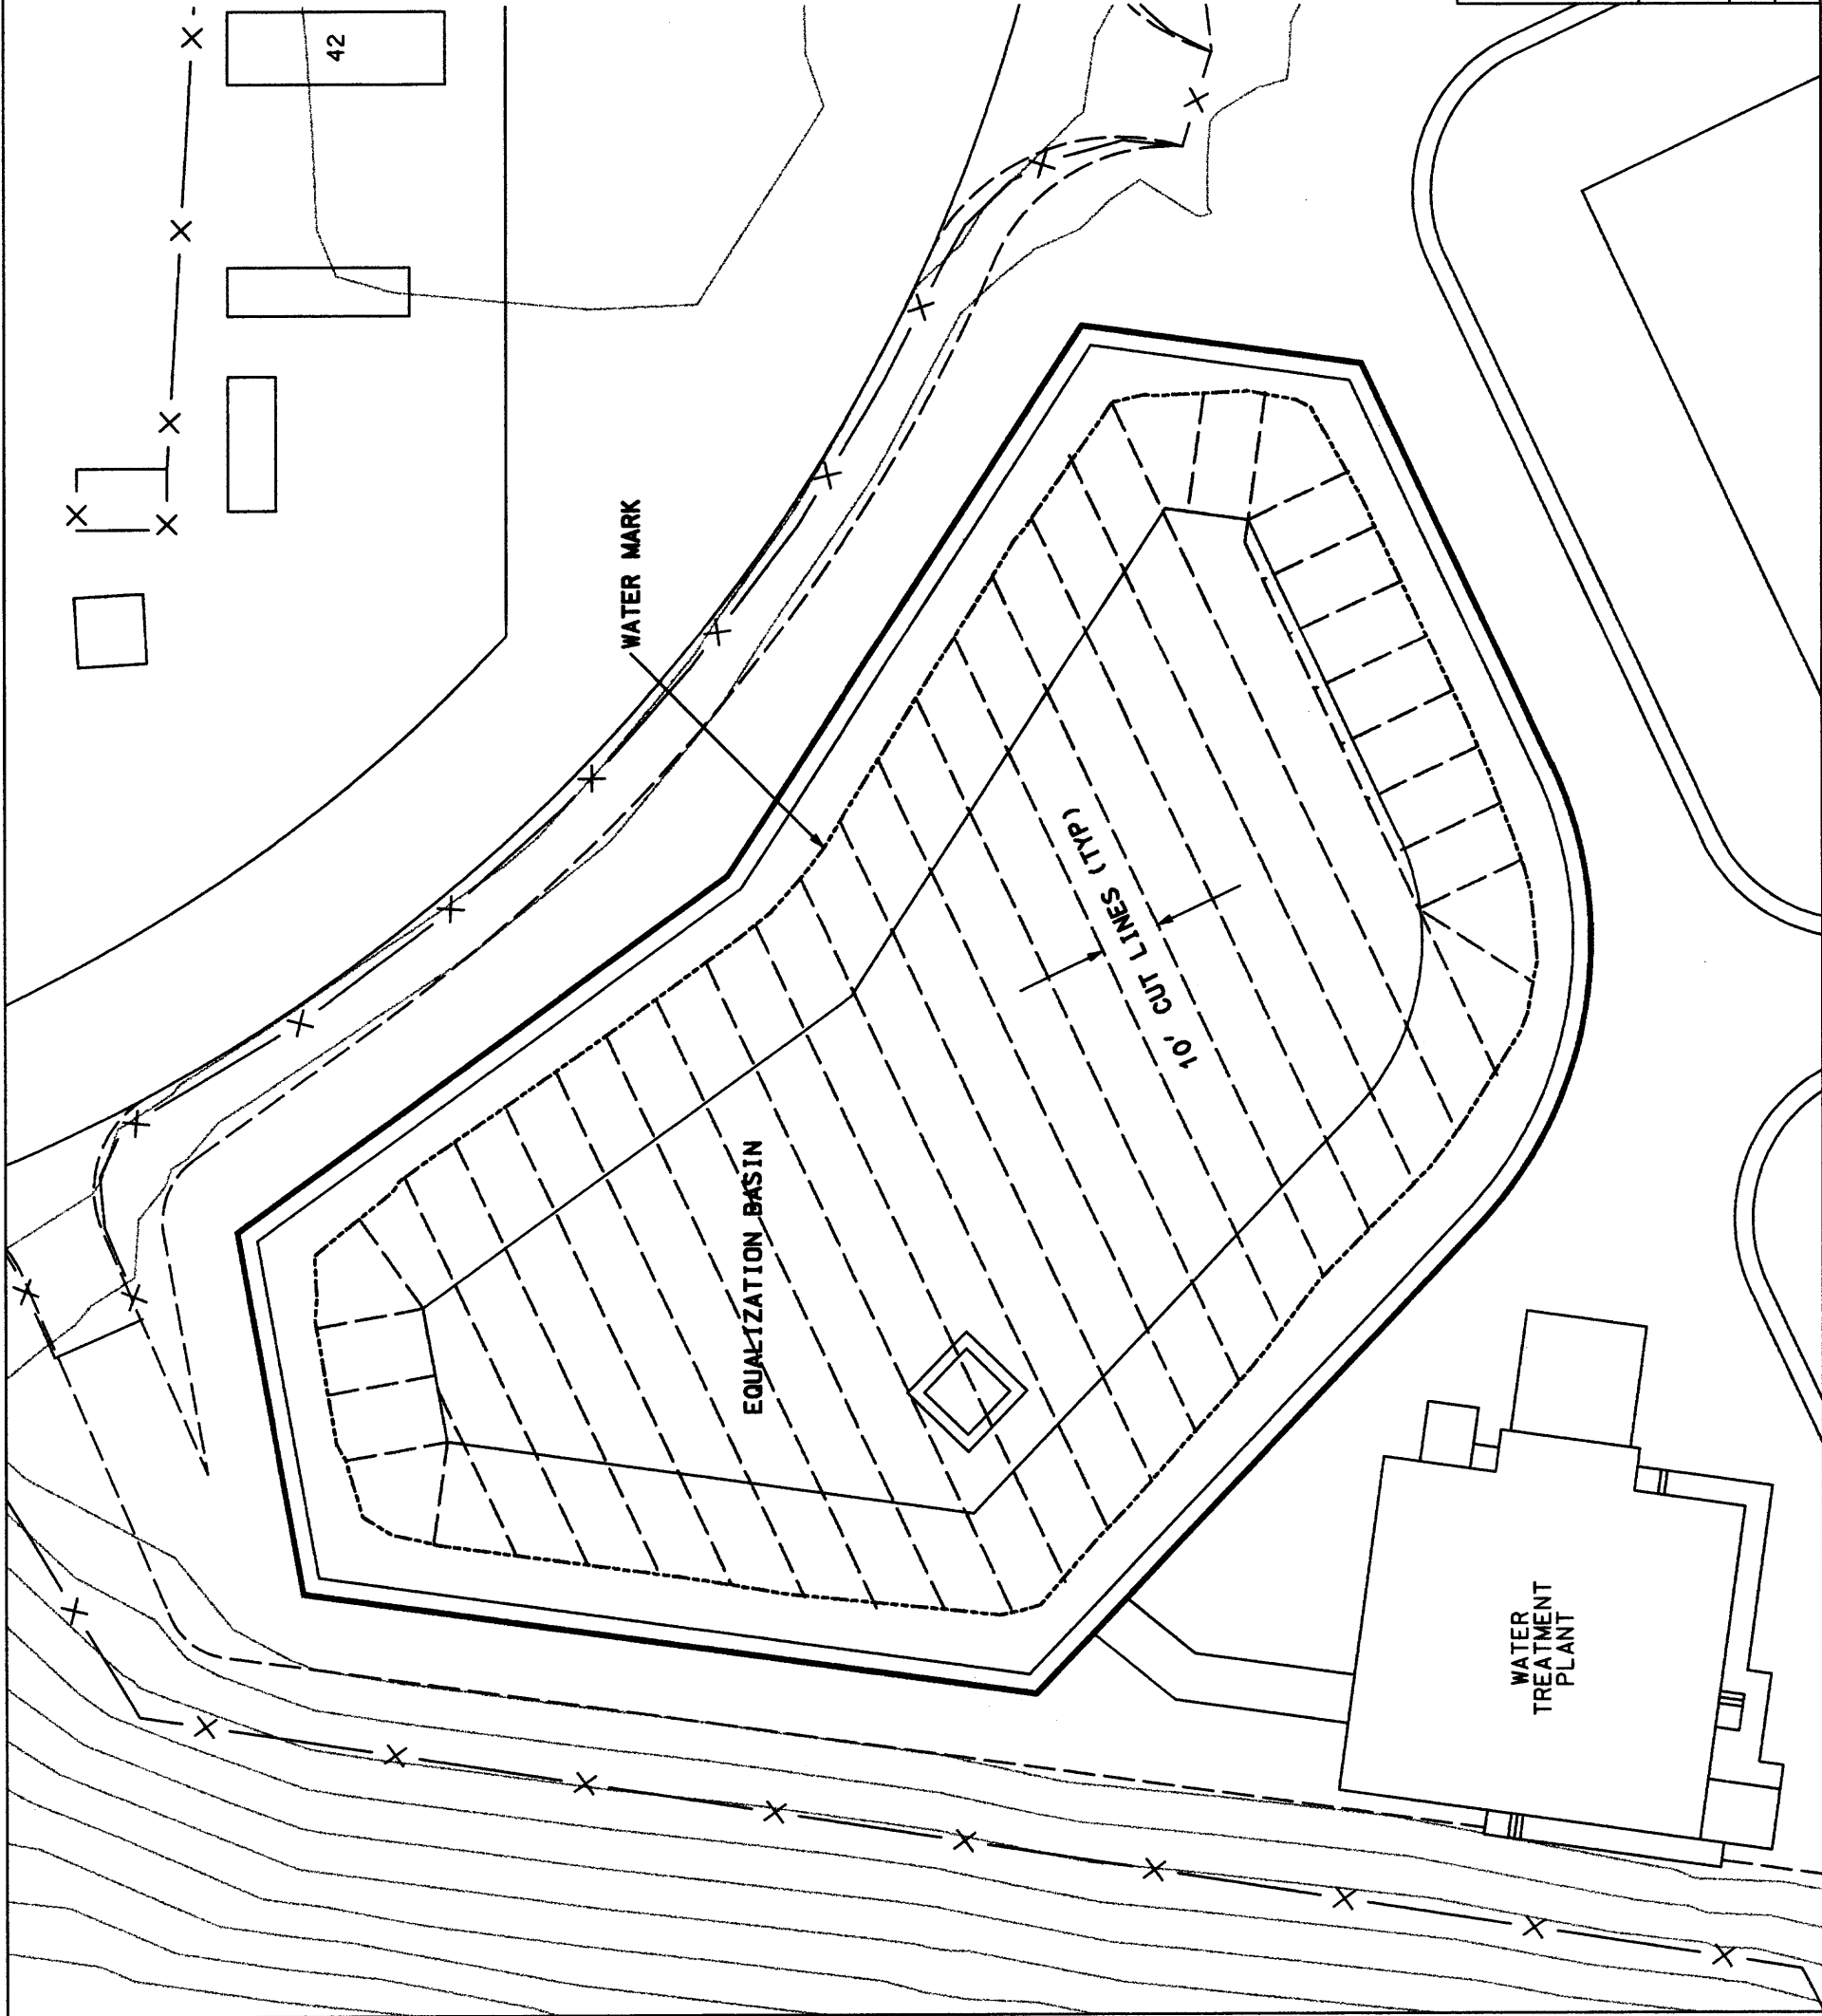 42
WATER MARK
10' CUT LINES (TYP)
EQUALIZATION BASIN
WATER
TREATMENT
PLANT